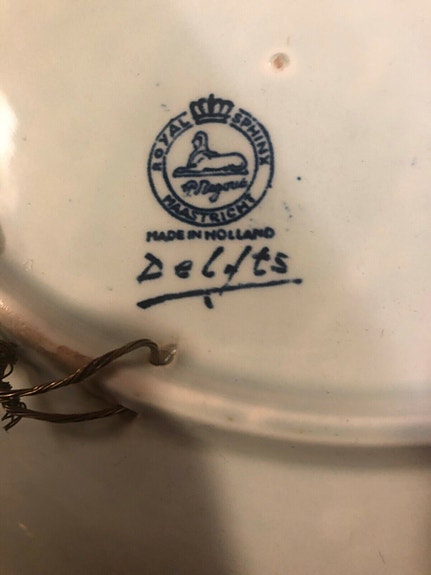 ROYAL SPHINX
P. Regout
MAASTRICHT
MADE IN HOLLAND
Delfts